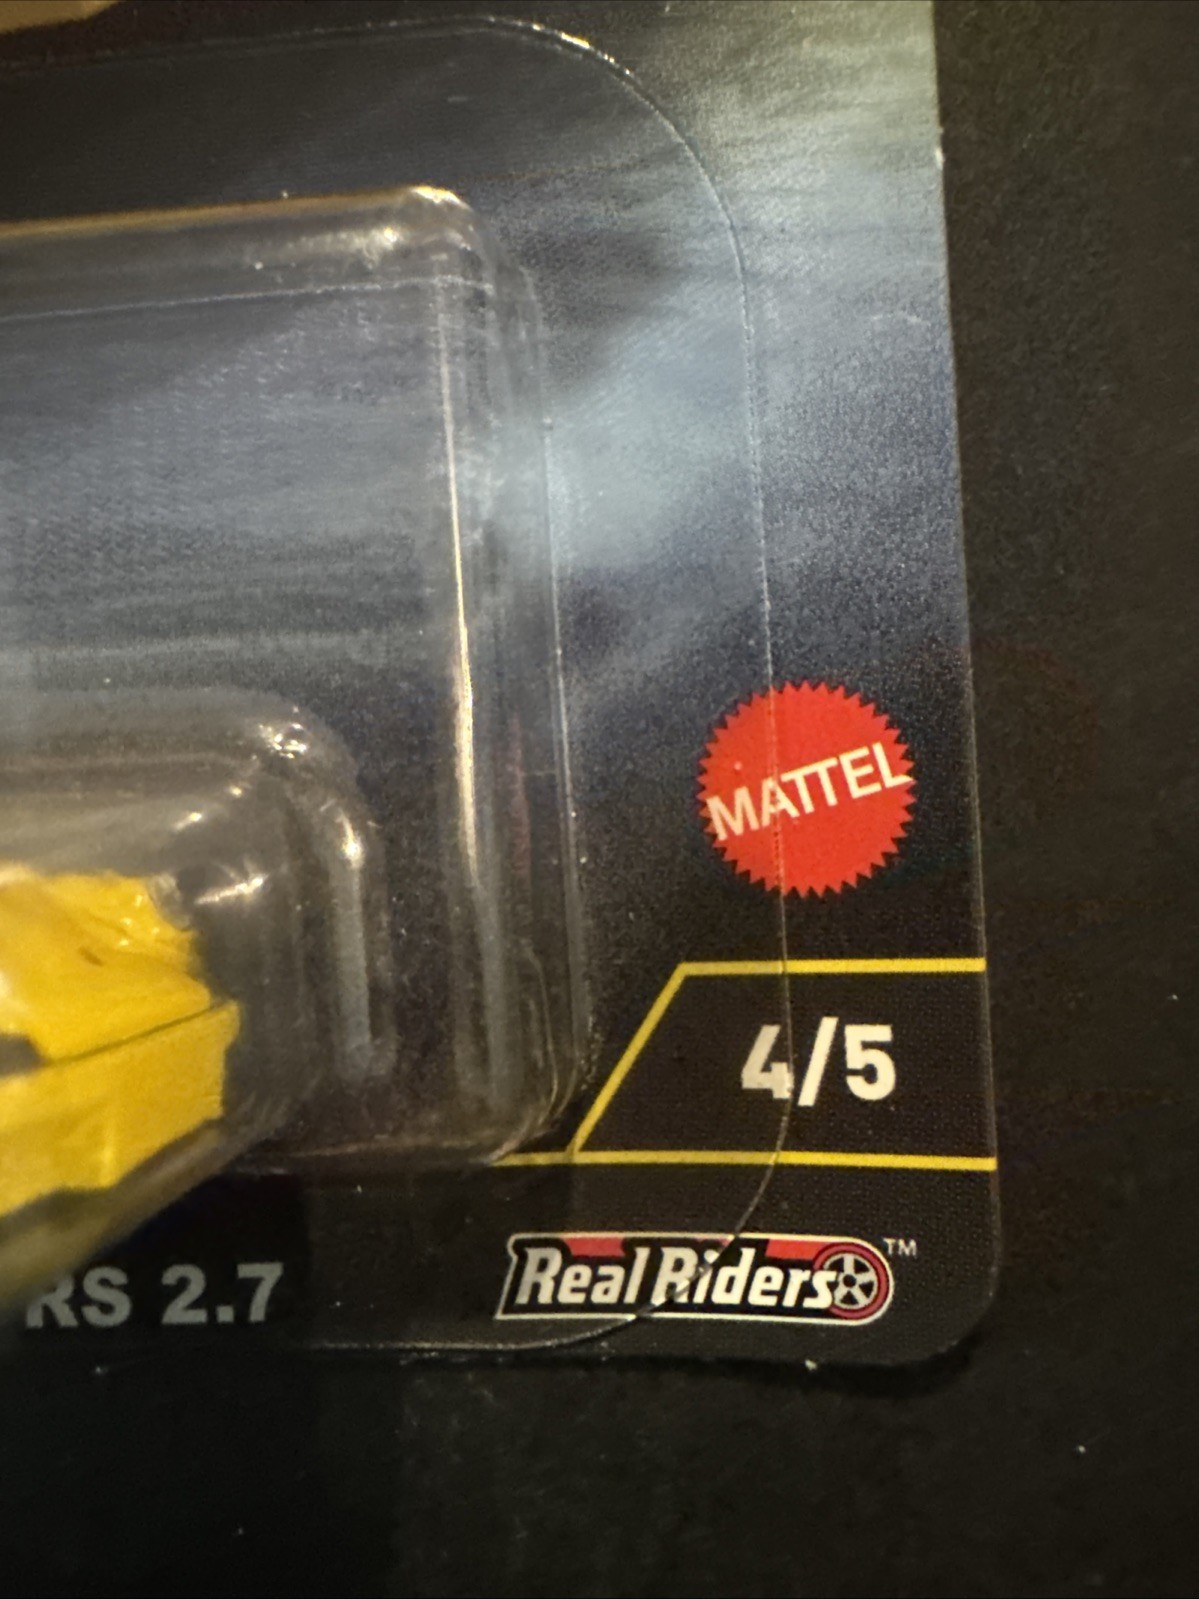 MATTEL
4/5
Real Riders™
RS 2.7